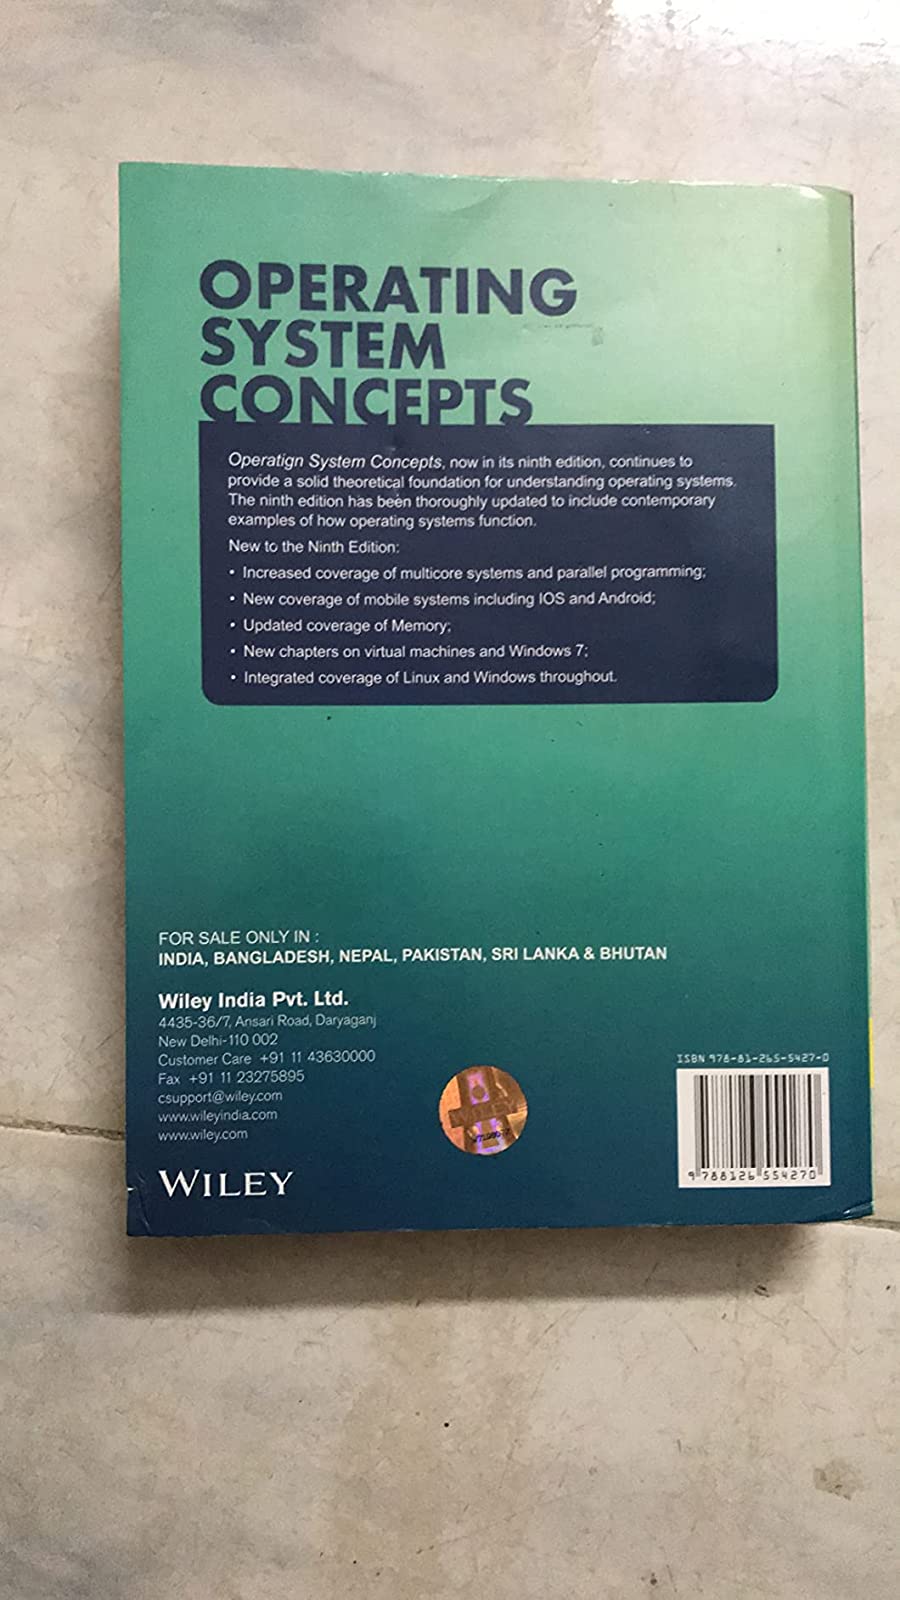 OPERATING
SYSTEM
CONCEPTS
Operatign System Concepts, now in its ninth edition, continues to
provide a solid theoretical foundation for understanding operating systems.
The ninth edition has been thoroughly updated to include contemporary
examples of how operating systems function.
New to the Ninth Edition:
• Increased coverage of multicore systems and parallel programming;
• New coverage of mobile systems including IOS and Android;
• Updated coverage of Memory;
• New chapters on virtual machines and Windows 7;
• Integrated coverage of Linux and Windows throughout.
FOR SALE ONLY IN :
INDIA, BANGLADESH, NEPAL, PAKISTAN, SRI LANKA & BHUTAN
Wiley India Pvt. Ltd.
4435-36/7, Ansari Road, Daryaganj
New Delhi-110 002
Customer Care +91 11 43630000
Fax +91 11 23275895
csupport@wiley.com
www.wileyindia.com
www.wiley.com
WILEY
WILEY
ISBN 978-81-265-5427-0
9 788126 554270